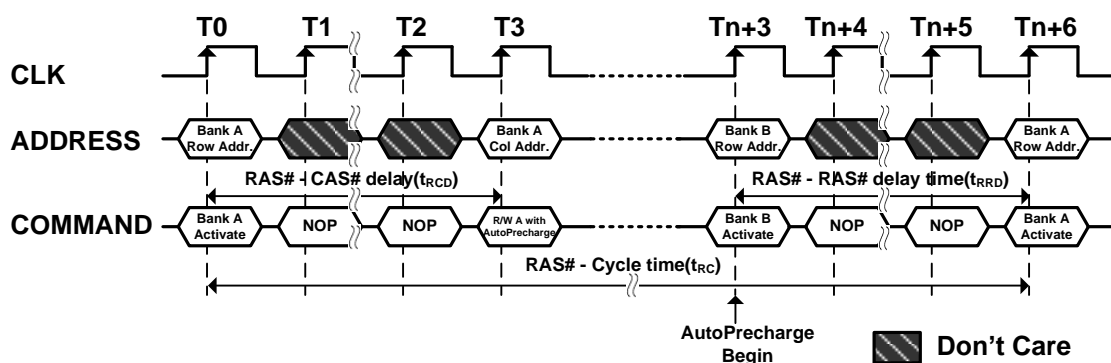 T0 T1 T2 T3 Tn+3 Tn+4 Tn+5 Tn+6
CLK
ADDRESS
Bank A
Row Addr.
Bank A
Col Addr.
Bank B
Row Addr.
Bank A
Row Addr.
RAS# - CAS# delay(tRCD)
RAS# - RAS# delay time(tRRD)
COMMAND
Bank A
Activate
NOP
NOP
R/W A with
AutoPrecharge
Bank B
Activate
NOP
NOP
Bank A
Activate
RAS# - Cycle time(tRC)
AutoPrecharge
Begin
Don't Care